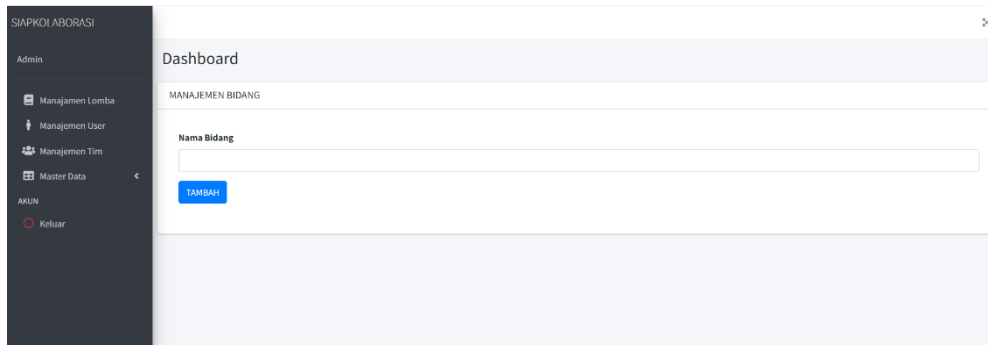 SIAPKOLABORASI
Admin
Manajamen Lomba
Manajemen User
Manajemen Tim
Master Data
AKUN
Keluar
Dashboard
MANAJEMEN BIDANG
Nama Bidang
TAMBAH